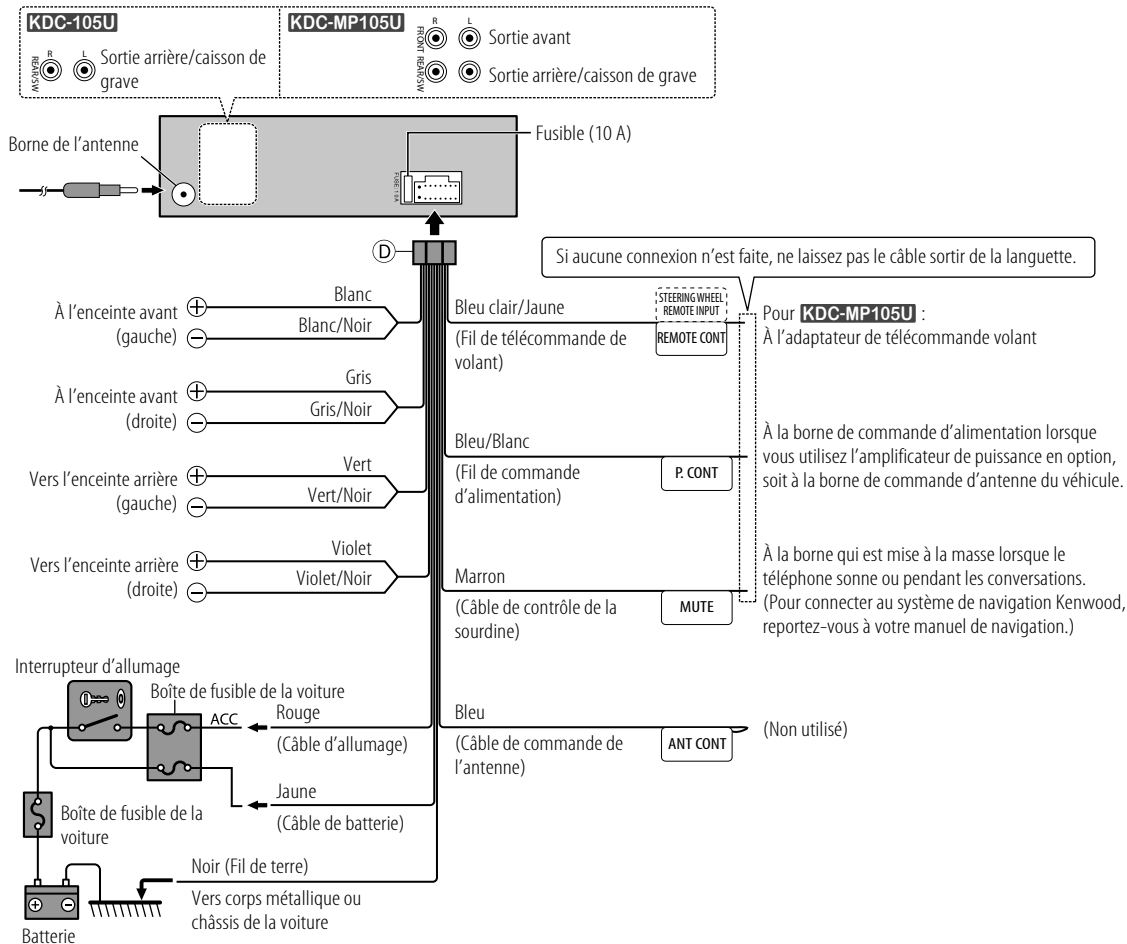 KDC-105U
R L
REAR/SW
Sortie arrière/caisson de
grave
KDC-MP105U
R L
FRONT
Sortie avant
REAR/SW
Sortie arrière/caisson de grave
Borne de l'antenne
Fusible (10 A)
FUSE 10A
D
Si aucune connexion n'est faite, ne laissez pas le câble sortir de la languette.
À l'enceinte avant
(gauche)
Blanc
Blanc/Noir
À l'enceinte avant
(droite)
Gris
Gris/Noir
Vers l'enceinte arrière
(gauche)
Vert
Vert/Noir
Vers l'enceinte arrière
(droite)
Violet
Violet/Noir
Bleu clair/Jaune
(Fil de télécommande de
volant)
STEERING WHEEL
REMOTE INPUT
REMOTE CONT
Pour KDC-MP105U :
À l'adaptateur de télécommande volant
Bleu/Blanc
(Fil de commande
d'alimentation)
P. CONT
À la borne de commande d'alimentation lorsque
vous utilisez l'amplificateur de puissance en option,
soit à la borne de commande d'antenne du véhicule.
Marron
(Câble de contrôle de la
sourdine)
MUTE
À la borne qui est mise à la masse lorsque le
téléphone sonne ou pendant les conversations.
(Pour connecter au système de navigation Kenwood,
reportez-vous à votre manuel de navigation.)
Interrupteur d'allumage
Boîte de fusible de la voiture
ACC
Rouge
(Câble d'allumage)
Bleu
(Câble de commande de
l'antenne)
ANT CONT
(Non utilisé)
Jaune
(Câble de batterie)
Boîte de fusible de la
voiture
Noir (Fil de terre)
Vers corps métallique ou
châssis de la voiture
Batterie